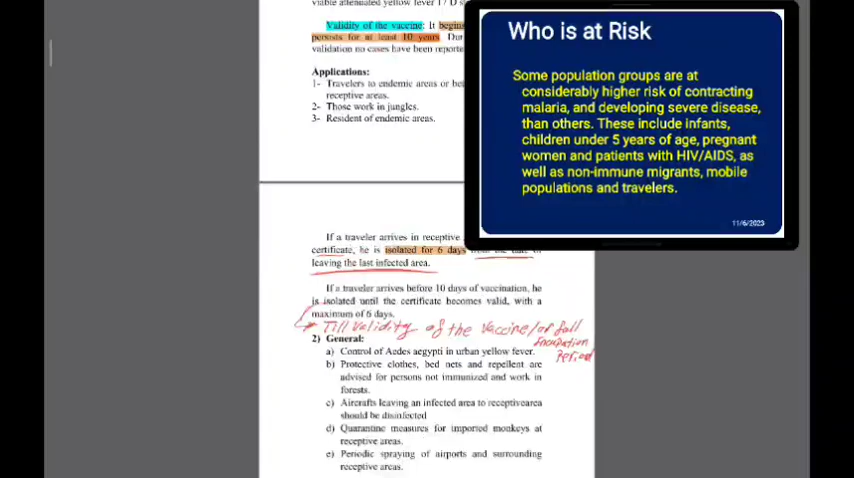 viable attenuated yellow fever 17 D s
Validity of the vaccine: It begins
persists for at least 10 years. Du
validation no cases have been reporte
Applications:
1- Travelers to endemic areas or be
receptive areas.
2- Those work in jungles.
3- Resident of endemic areas.
Who is at Risk
Some population groups are at
considerably higher risk of contracting
malaria, and developing severe disease,
than others. These include infants,
children under 5 years of age, pregnant
women and patients with HIV/AIDS, as
well as non-immune migrants, mobile
populations and travelers.
11/6/2023
If a traveler arrives in receptive
certificate, he is isolated for 6 days from the date of
leaving the last infected area.
If a traveler arrives before 10 days of vaccination, he
is isolated until the certificate becomes valid, with a
maximum of 6 days.
Till validity of the vaccine/or full
incubation
Period
2) General:
a) Control of Aedes aegypti in urban yellow fever.
b) Protective clothes, bed nets and repellent are
advised for persons not immunized and work in
forests.
c) Aircrafts leaving an infected area to receptivearea
should be disinfected
d) Quarantine measures for imported monkeys at
receptive areas.
e) Periodic spraying of airports and surrounding
receptive areas.